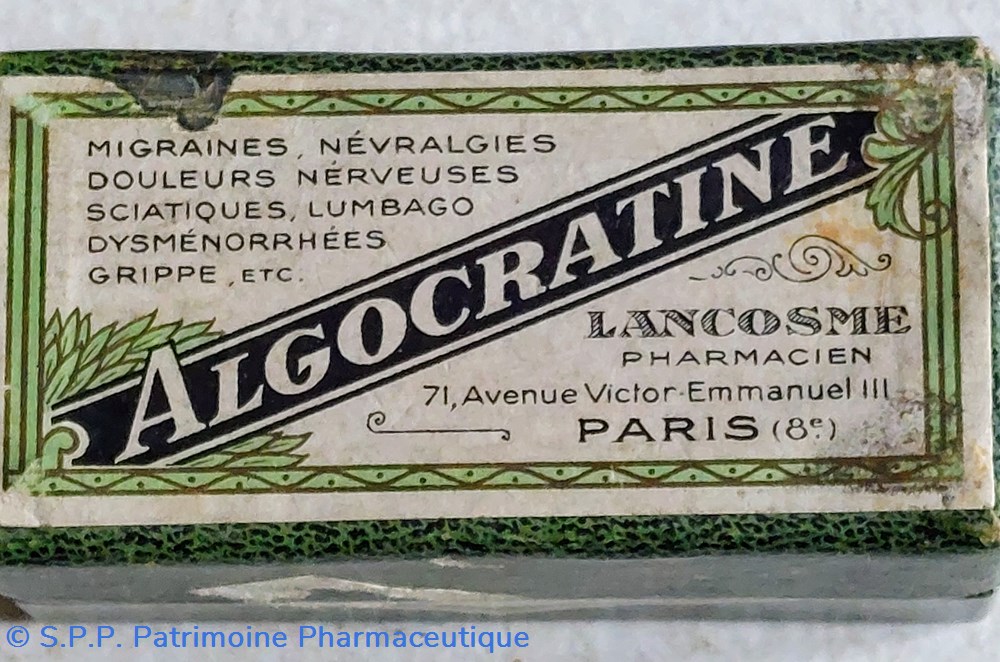 MIGRAINES, NÉVRALGIES
DOULEURS NERVEUSES
SCIATIQUES, LUMBAGO
DYSMÉNORRHÉES
GRIPPE, ETC.
ALGOCRATINE
LANCOSME
PHARMACIEN
71, Avenue Victor-Emmanuel III
PARIS (8e.)
© S.P.P. Patrimoine Pharmaceutique